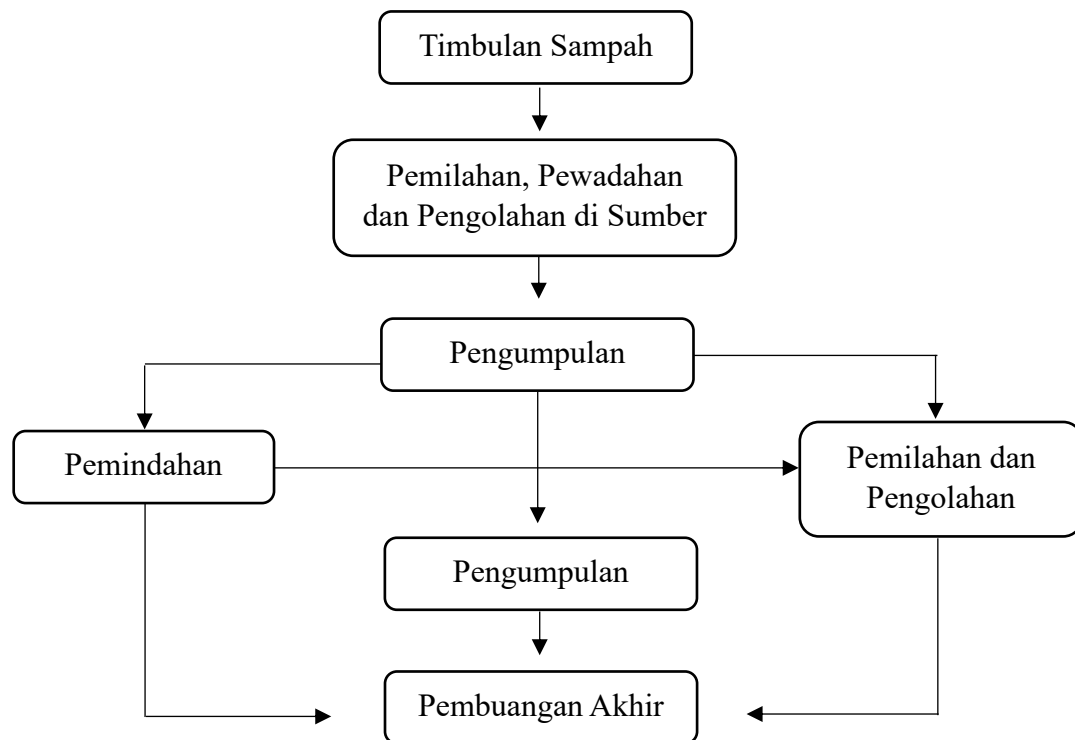 Timbulan Sampah
Pemilahan, Pewadahan
dan Pengolahan di Sumber
Pengumpulan
Pemindahan
Pemilahan dan
Pengolahan
Pengumpulan
Pembuangan Akhir